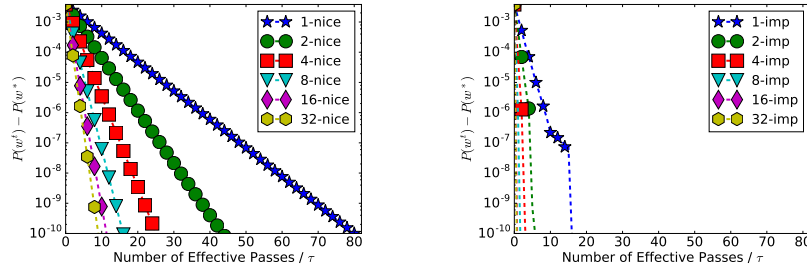 10^-3
10^-4
10^-5
10^-6
10^-7
10^-8
10^-9
10^-10
P(w^t) − P(w^*)
0 10 20 30 40 50 60 70 80
Number of Effective Passes / τ
1-nice
2-nice
4-nice
8-nice
16-nice
32-nice
10^-3
10^-4
10^-5
10^-6
10^-7
10^-8
10^-9
10^-10
P(w^t) − P(w^*)
0 10 20 30 40 50 60 70 80
Number of Effective Passes / τ
1-imp
2-imp
4-imp
8-imp
16-imp
32-imp